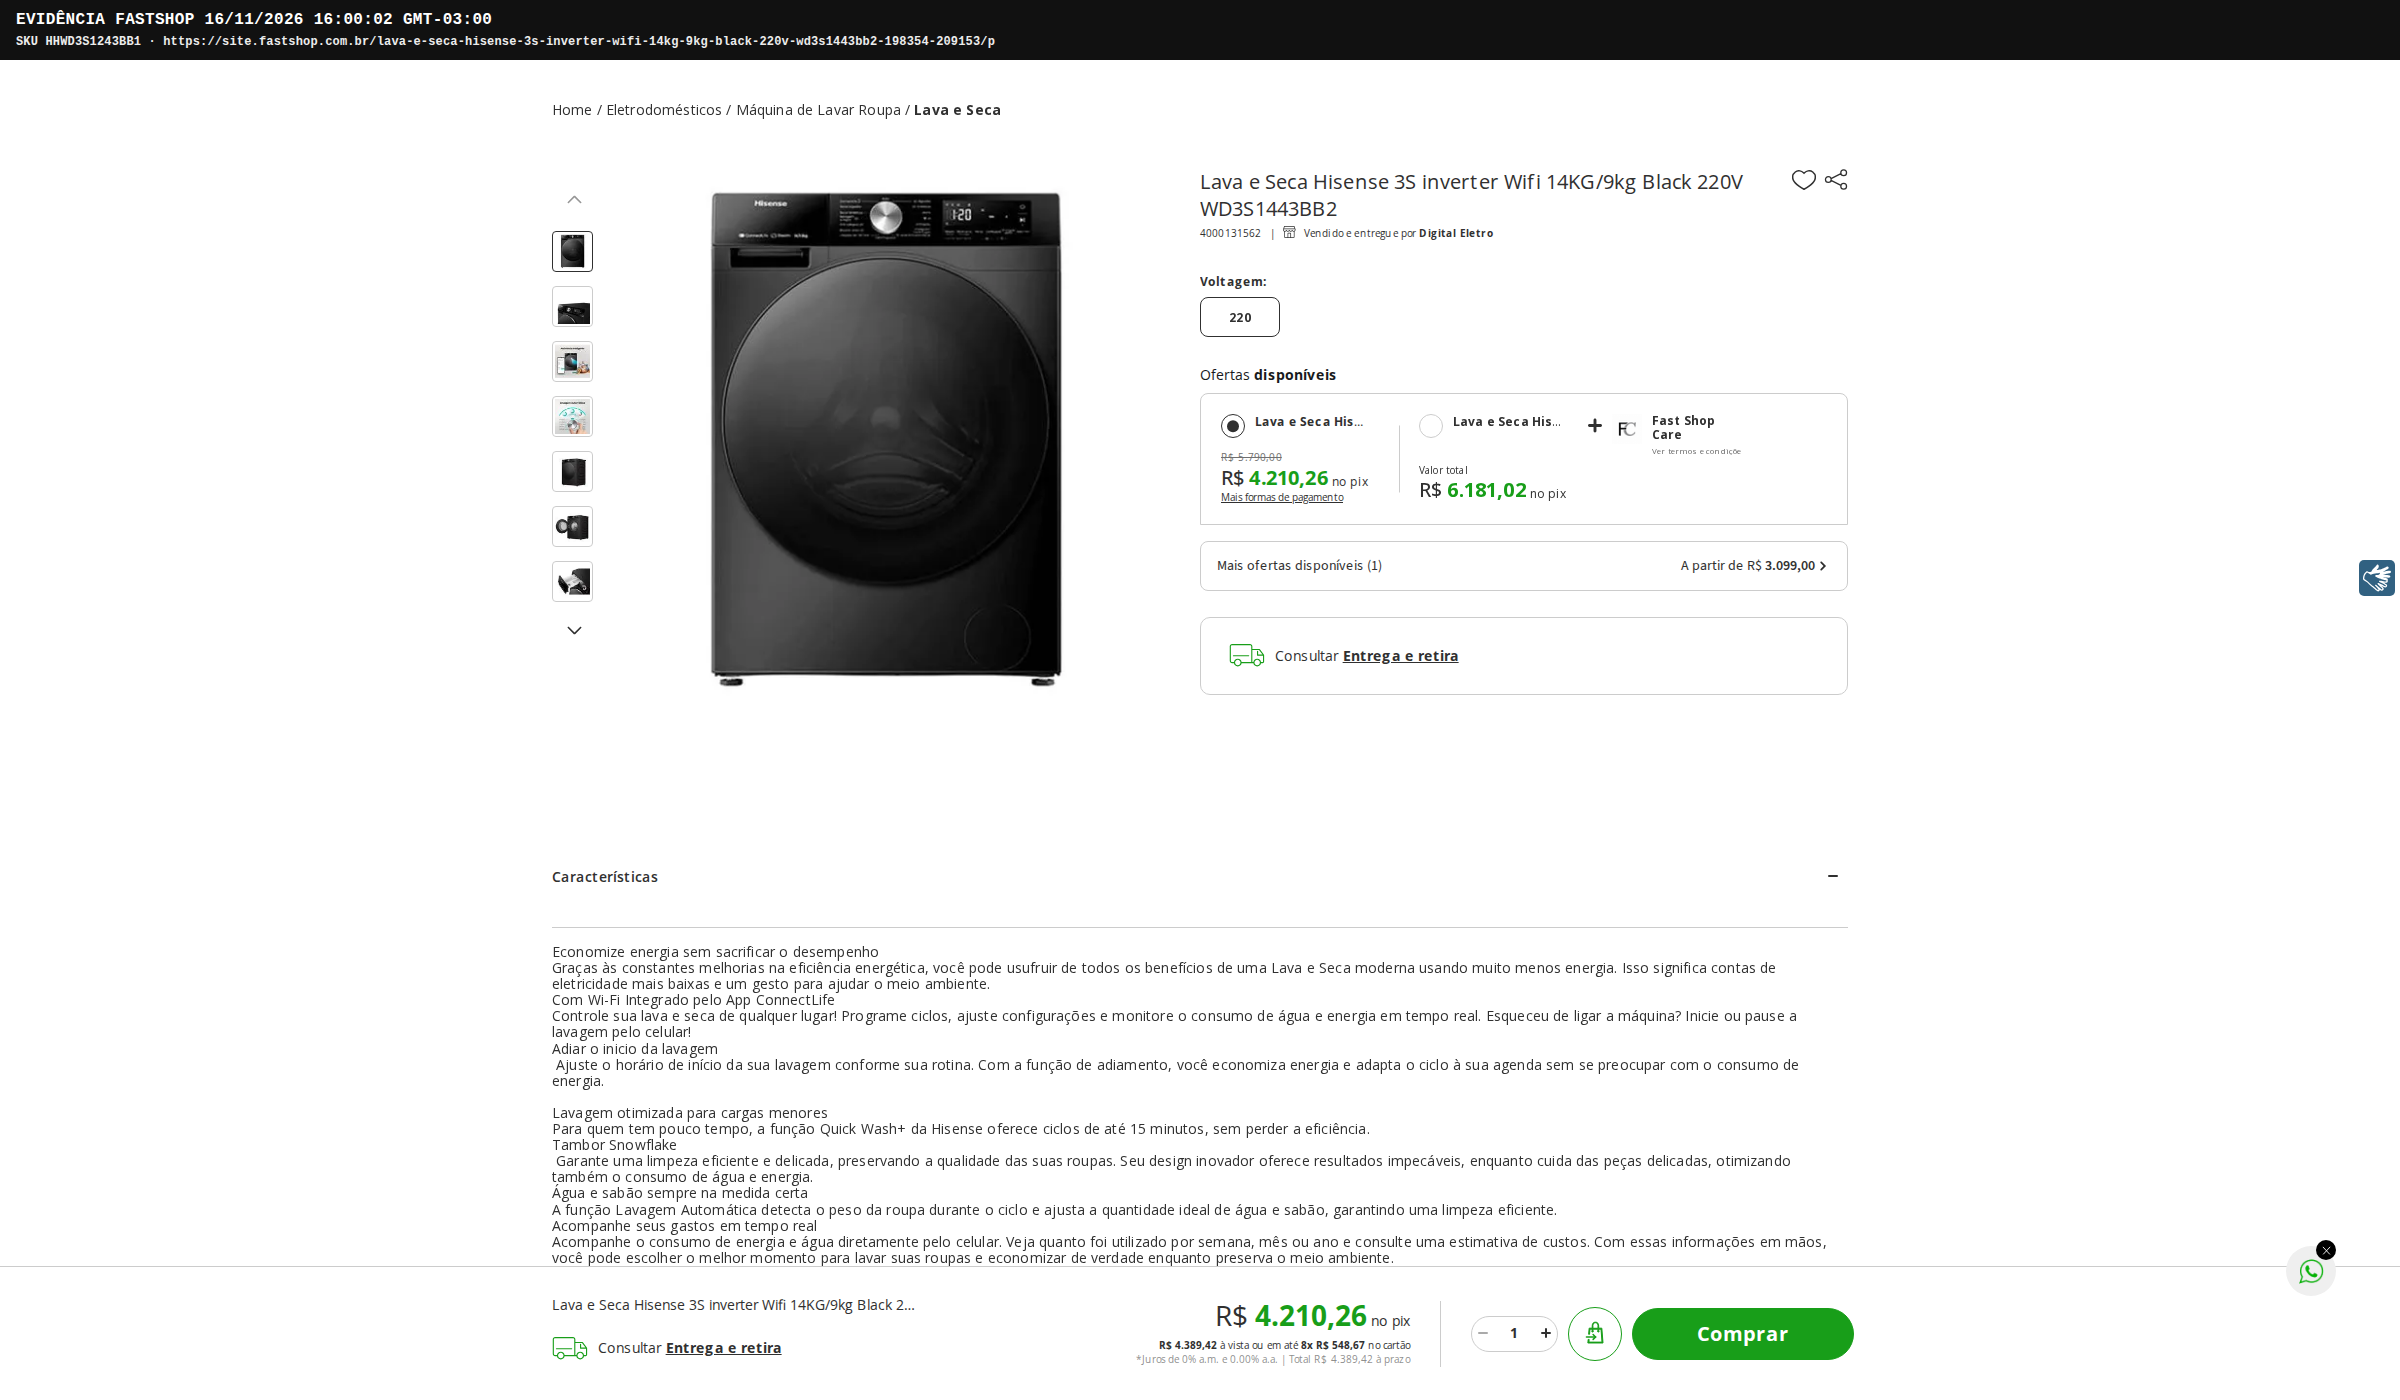 EVIDÊNCIA FASTSHOP 16/11/2026 16:00:02 GMT-03:00
SKU HHWD3S1243BB1 · https://site.fastshop.com.br/lava-e-seca-hisense-3s-inverter-wifi-14kg-9kg-black-220v-wd3s1443bb2-198354-209153/p
Home / Eletrodomésticos / Máquina de Lavar Roupa / Lava e Seca
Hisense
1:20
Lava e Seca Hisense 3S inverter Wifi 14KG/9kg Black 220V
WD3S1443BB2
4000131562 | Vendido e entregue por Digital Eletro
Voltagem:
220
Ofertas disponíveis
Lava e Seca His...
R$ 5.790,00
R$ 4.210,26 no pix
Mais formas de pagamento
Lava e Seca His...
Valor total
R$ 6.181,02 no pix
+
FC
Fast Shop
Care
Ver termos e condiçõe
Mais ofertas disponíveis (1)
A partir de R$ 3.099,00
Consultar Entrega e retira
Características
Economize energia sem sacrificar o desempenho
Graças às constantes melhorias na eficiência energética, você pode usufruir de todos os benefícios de uma Lava e Seca moderna usando muito menos energia. Isso significa contas de
eletricidade mais baixas e um gesto para ajudar o meio ambiente.
Com Wi-Fi Integrado pelo App ConnectLife
Controle sua lava e seca de qualquer lugar! Programe ciclos, ajuste configurações e monitore o consumo de água e energia em tempo real. Esqueceu de ligar a máquina? Inicie ou pause a
lavagem pelo celular!
Adiar o inicio da lavagem
Ajuste o horário de início da sua lavagem conforme sua rotina. Com a função de adiamento, você economiza energia e adapta o ciclo à sua agenda sem se preocupar com o consumo de
energia.
Lavagem otimizada para cargas menores
Para quem tem pouco tempo, a função Quick Wash+ da Hisense oferece ciclos de até 15 minutos, sem perder a eficiência.
Tambor Snowflake
Garante uma limpeza eficiente e delicada, preservando a qualidade das suas roupas. Seu design inovador oferece resultados impecáveis, enquanto cuida das peças delicadas, otimizando
também o consumo de água e energia.
Água e sabão sempre na medida certa
A função Lavagem Automática detecta o peso da roupa durante o ciclo e ajusta a quantidade ideal de água e sabão, garantindo uma limpeza eficiente.
Acompanhe seus gastos em tempo real
Acompanhe o consumo de energia e água diretamente pelo celular. Veja quanto foi utilizado por semana, mês ou ano e consulte uma estimativa de custos. Com essas informações em mãos,
você pode escolher o melhor momento para lavar suas roupas e economizar de verdade enquanto preserva o meio ambiente.
Lava e Seca Hisense 3S inverter Wifi 14KG/9kg Black 2...
Consultar Entrega e retira
R$ 4.210,26 no pix
R$ 4.389,42 à vista ou em até 8x R$ 548,67 no cartão
*Juros de 0% a.m. e 0.00% a.a. | Total R$ 4.389,42 à prazo
1
Comprar